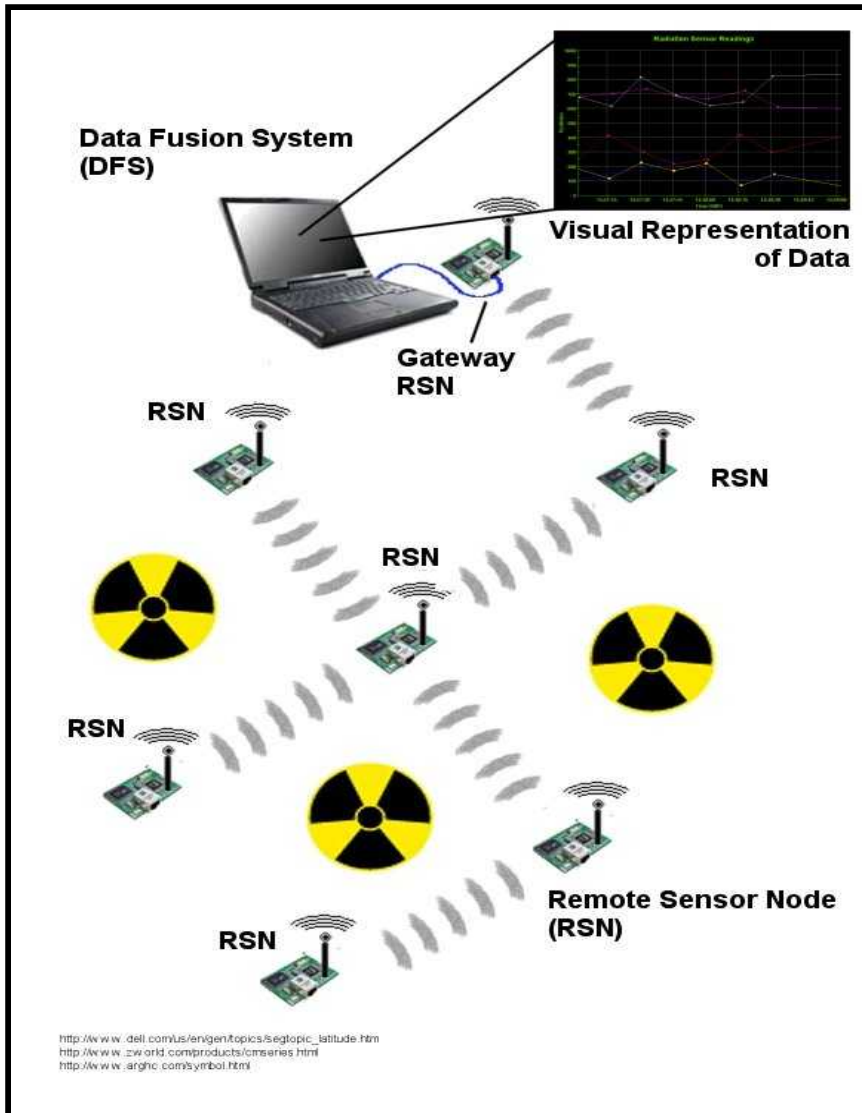 Radiation Sensor Readings
Data Fusion System
(DFS)
Visual Representation
of Data
Gateway
RSN
RSN
RSN
RSN
RSN
Remote Sensor Node
(RSN)
RSN
http://www.dell.com/us/en/gen/topics/segtopic_latitude.htm
http://www.zworld.com/products/cmseries.html
http://www.arghc.com/symbol.html